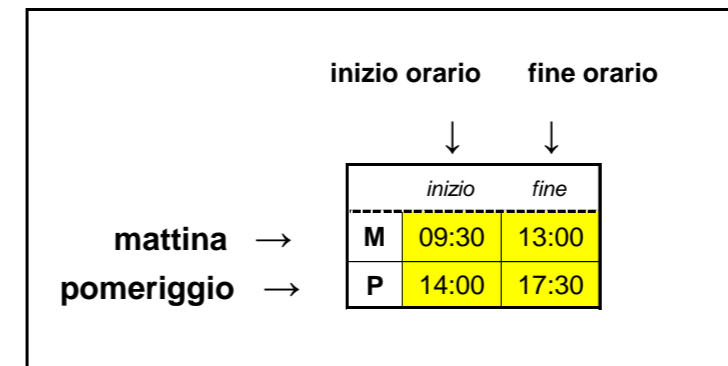 inizio orario fine orario
↓ ↓
inizio fine
mattina → M 09:30 13:00
pomeriggio → P 14:00 17:30